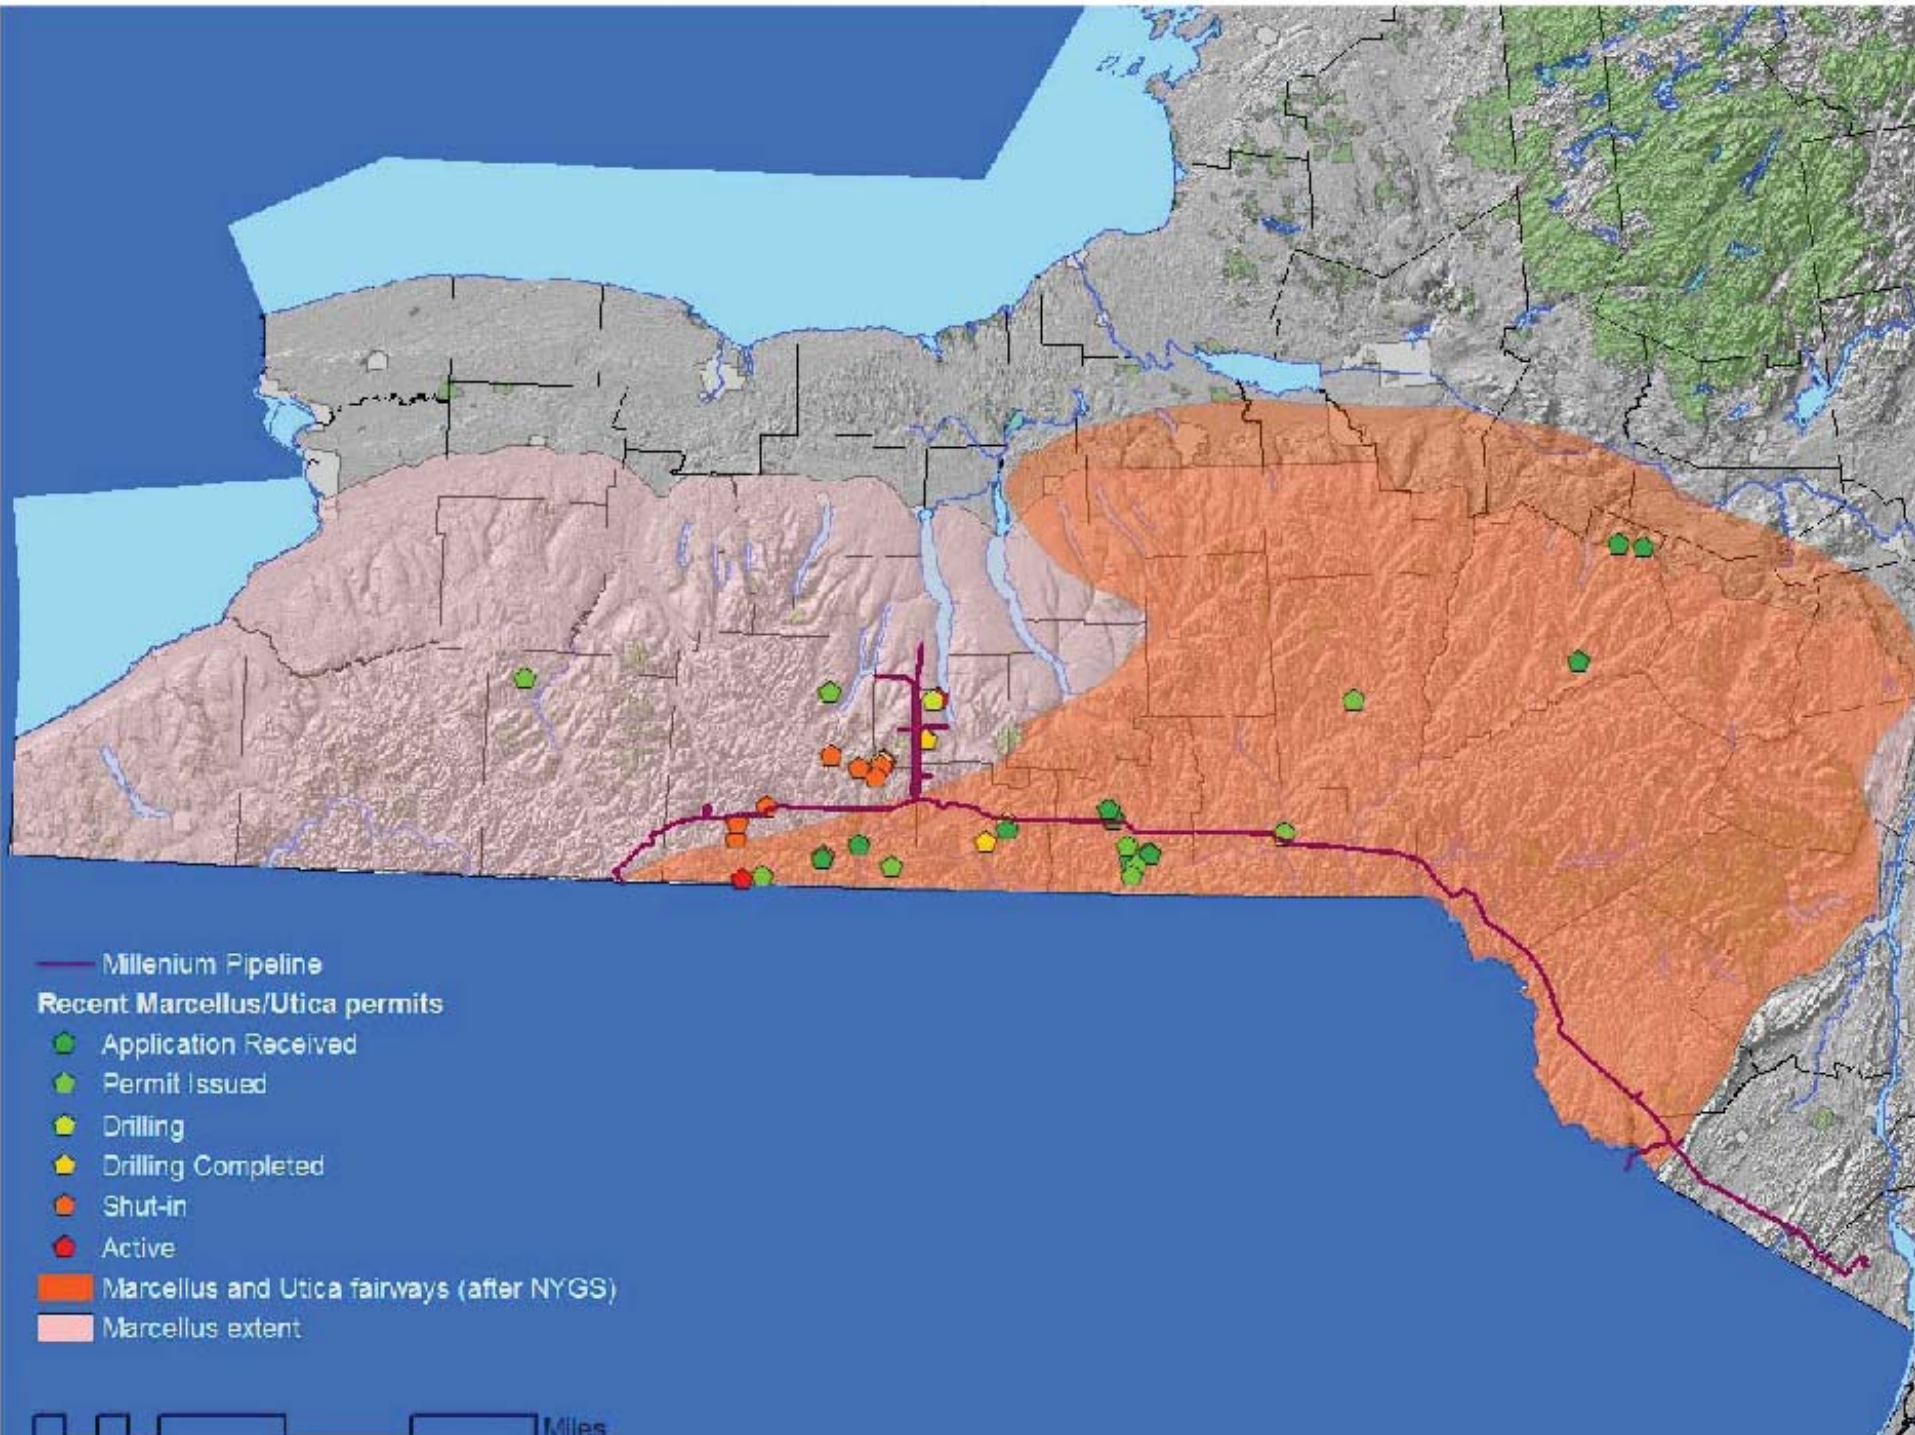 Millenium Pipeline
Recent Marcellus/Utica permits
Application Received
Permit Issued
Drilling
Drilling Completed
Shut-in
Active
Marcellus and Utica fairways (after NYGS)
Marcellus extent
Miles